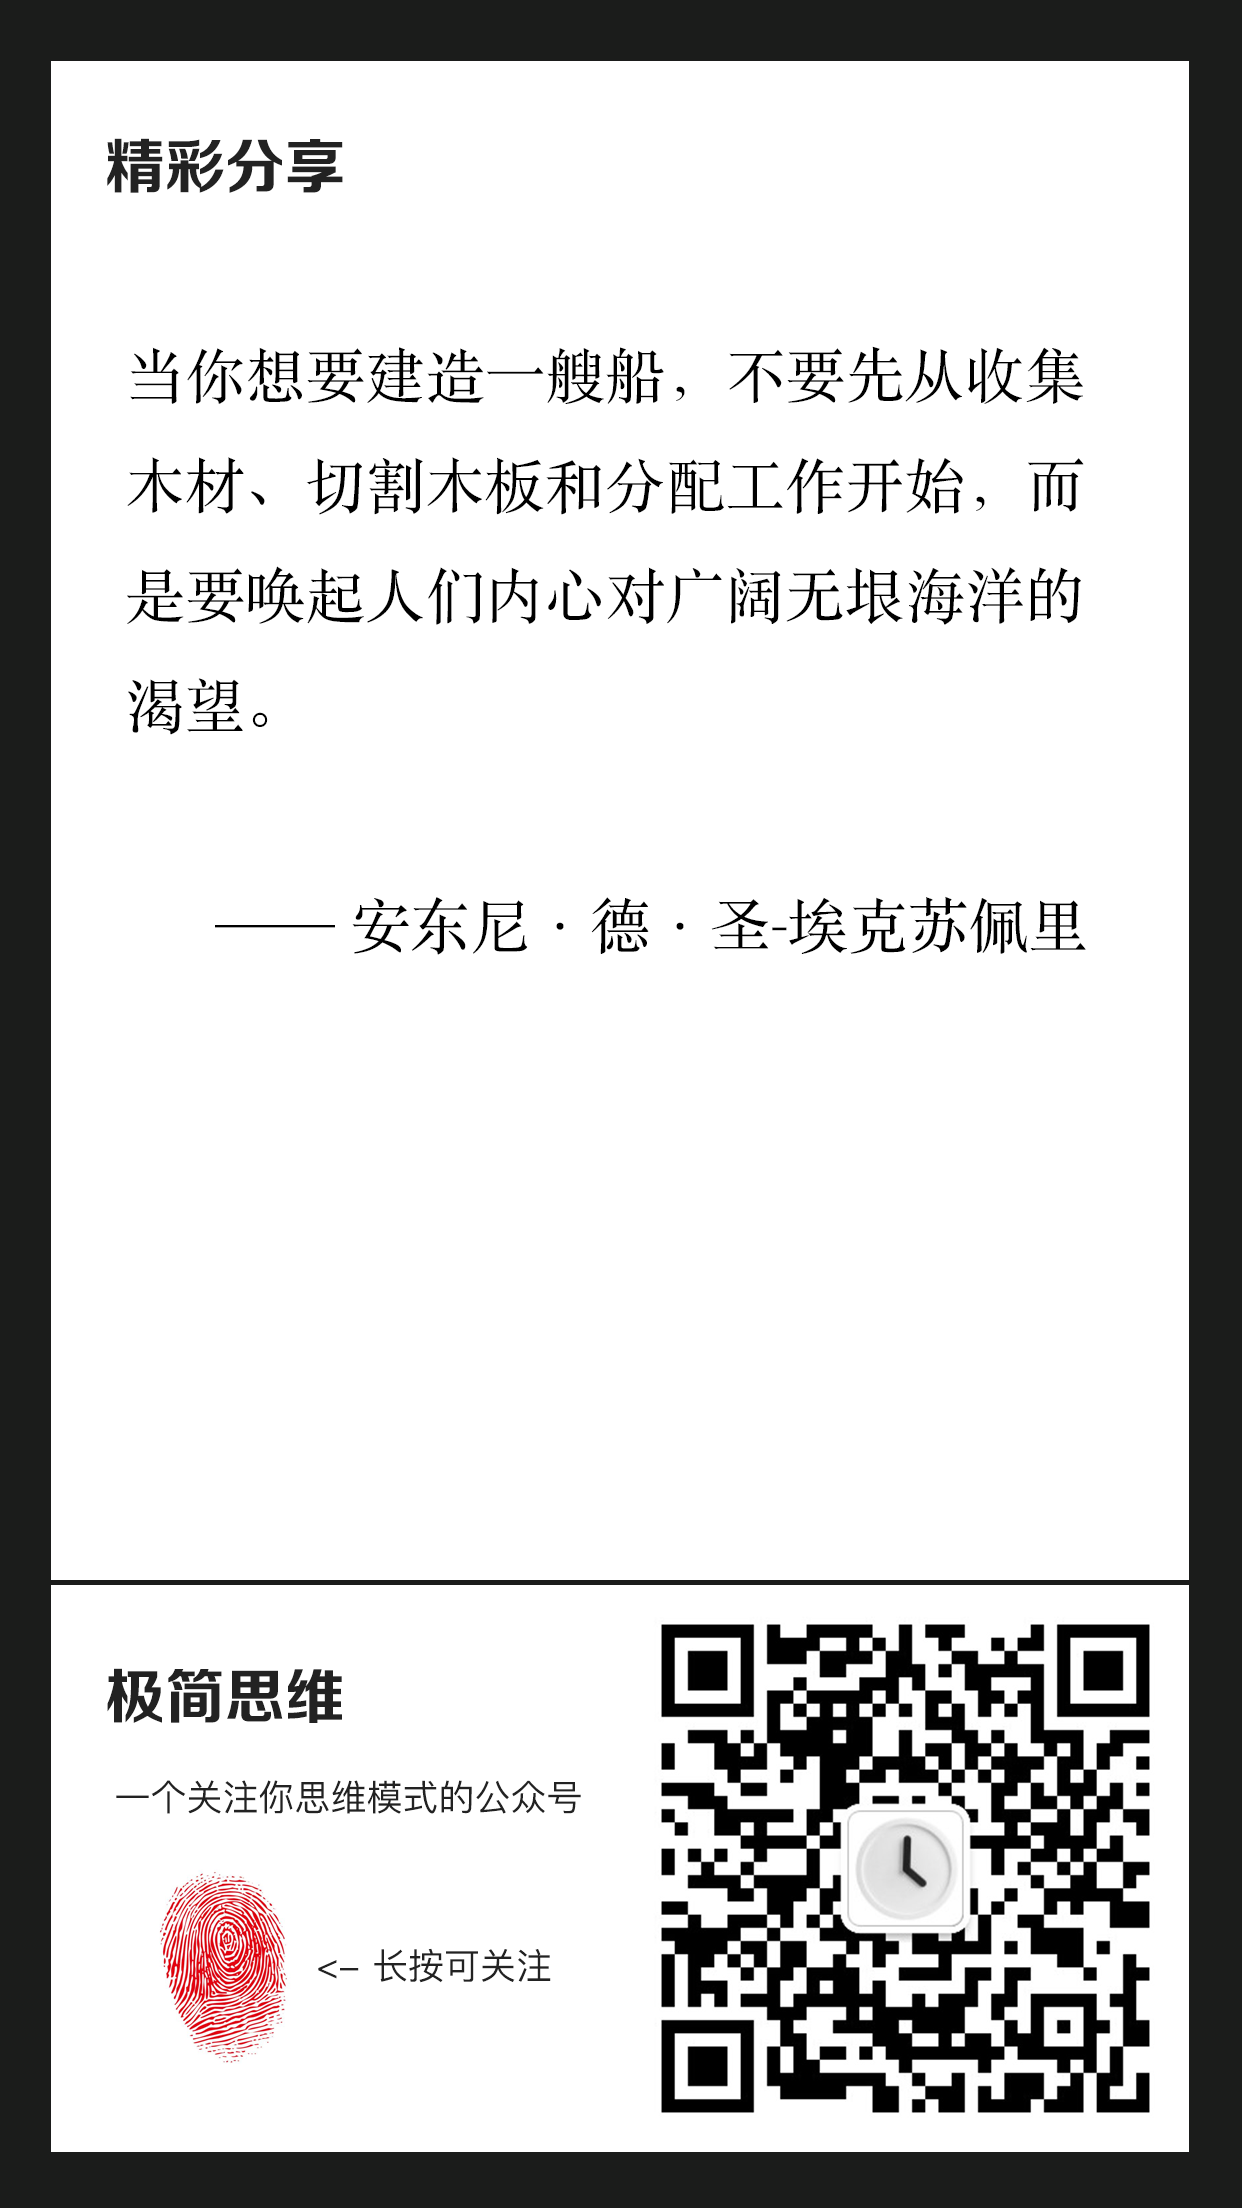 精彩分享
当你想要建造一艘船，不要先从收集
木材、切割木板和分配工作开始，而
是要唤起人们内心对广阔无垠海洋的
渴望。
—— 安东尼 · 德 · 圣-埃克苏佩里
极简思维
一个关注你思维模式的公众号
<- 长按可关注